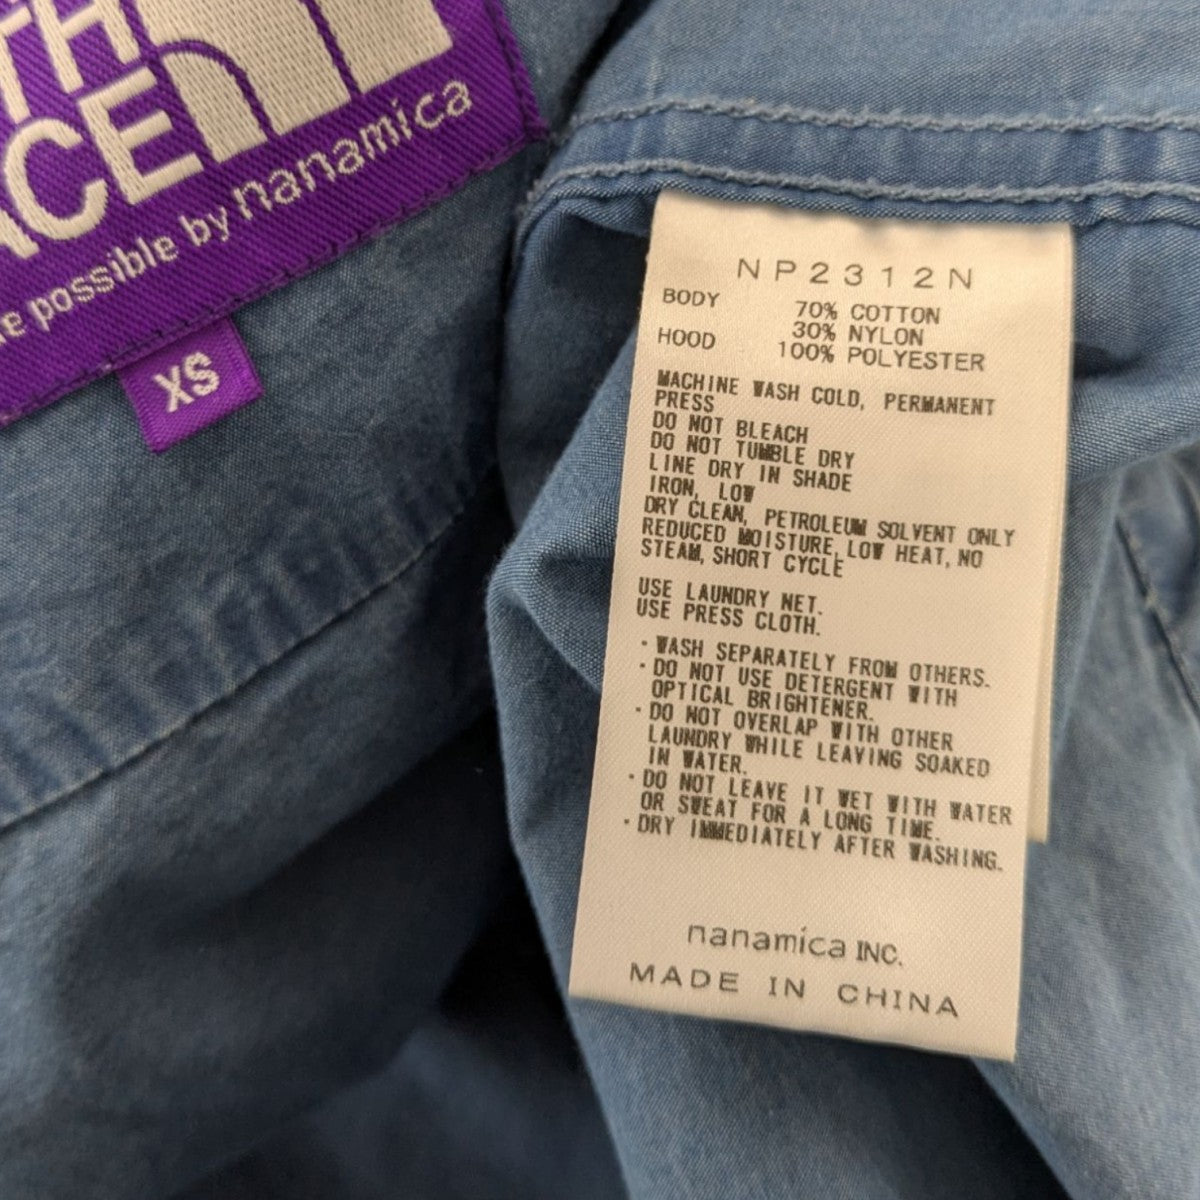 TH
ACE
e possible by nanamica
XS
NP2312N
BODY 70% COTTON
30% NYLON
HOOD 100% POLYESTER
MACHINE WASH COLD, PERMANENT
PRESS
DO NOT BLEACH
DO NOT TUMBLE DRY
LINE DRY IN SHADE
IRON, LOW
DRY CLEAN, PETROLEUM SOLVENT ONLY
REDUCED MOISTURE, LOW HEAT, NO
STEAM, SHORT CYCLE
USE LAUNDRY NET.
USE PRESS CLOTH.
・WASH SEPARATELY FROM OTHERS.
・DO NOT USE DETERGENT WITH
OPTICAL BRIGHTENER.
・DO NOT OVERLAP WITH OTHER
LAUNDRY WHILE LEAVING SOAKED
IN WATER.
・DO NOT LEAVE IT WET WITH WATER
OR SWEAT FOR A LONG TIME.
・DRY IMMEDIATELY AFTER WASHING.
nanamica INC.
MADE IN CHINA